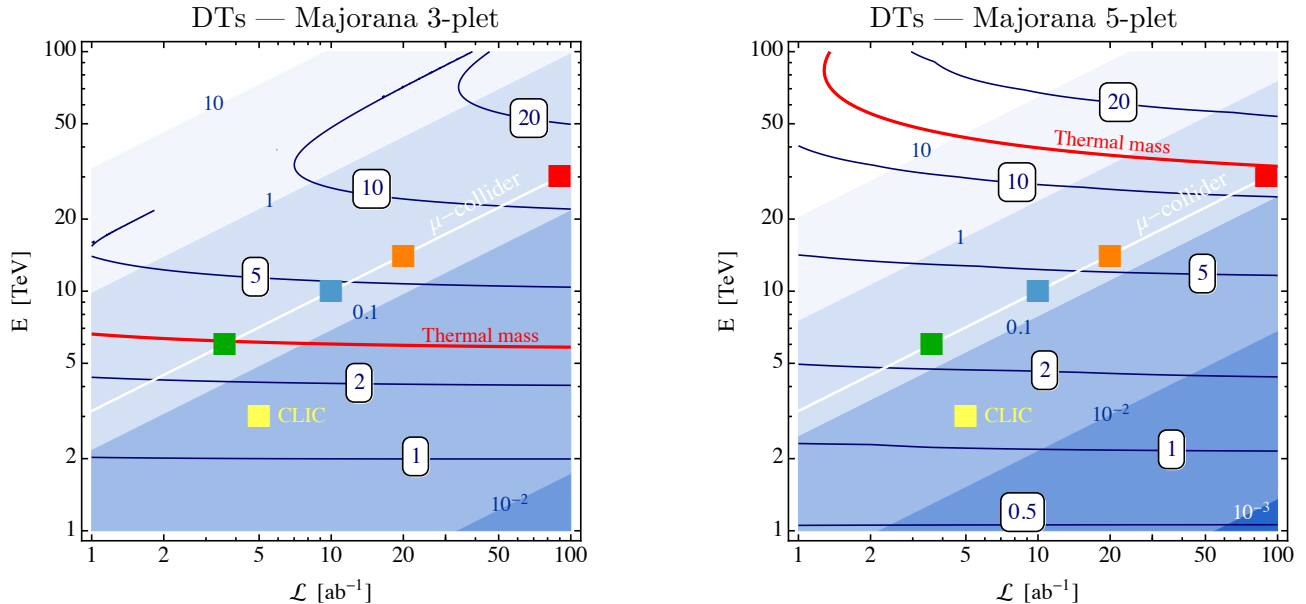 DTs — Majorana 3-plet
100
50
20
10
5
2
1
E [TeV]
10
1
0.1
10⁻²
20
10
5
2
1
μ−collider
Thermal mass
CLIC
1 2 5 10 20 50 100
ℒ [ab⁻¹]
DTs — Majorana 5-plet
100
50
20
10
5
2
1
E [TeV]
10
1
0.1
10⁻²
10⁻³
20
10
5
2
1
0.5
Thermal mass
μ−collider
CLIC
1 2 5 10 20 50 100
ℒ [ab⁻¹]